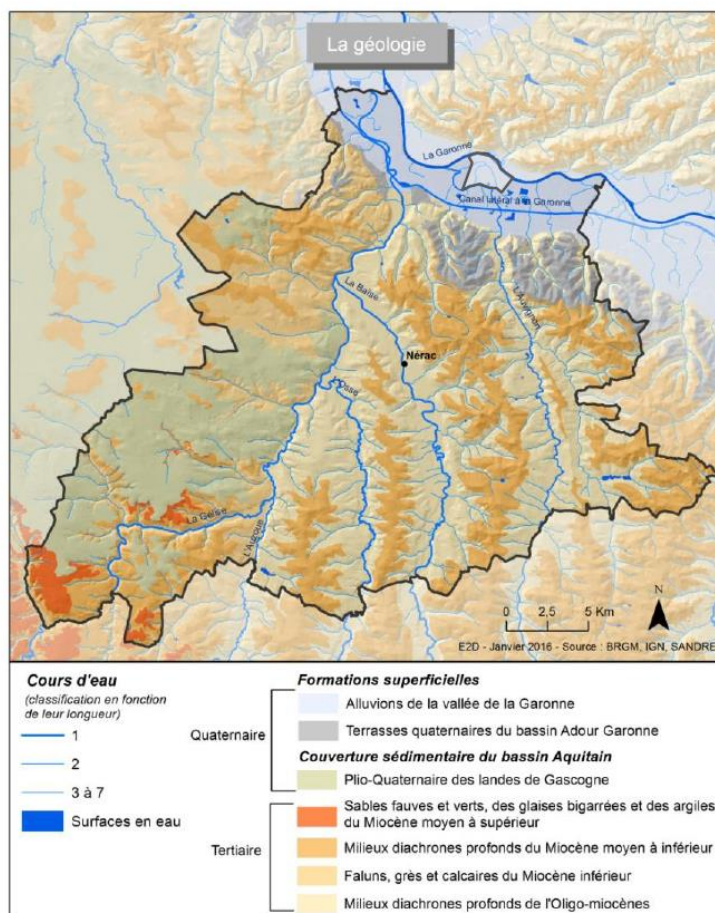 La géologie
La Garonne
Canal latéral à la Garonne
La Baïse
L'Auvignon
Nérac
L'Osse
La Gélise
L'Auzoue
N
0 2,5 5 Km
E2D - Janvier 2016 - Source : BRGM, IGN, SANDRE
Cours d'eau
(classification en fonction
de leur longueur)
1
2
3 à 7
Surfaces en eau
Quaternaire
Tertiaire
Formations superficielles
Alluvions de la vallée de la Garonne
Terrasses quaternaires du bassin Adour Garonne
Couverture sédimentaire du bassin Aquitain
Plio-Quaternaire des landes de Gascogne
Sables fauves et verts, des glaises bigarrées et des argiles
du Miocène moyen à supérieur
Milieux diachrones profonds du Miocène moyen à inférieur
Faluns, grès et calcaires du Miocène inférieur
Milieux diachrones profonds de l'Oligo-miocènes